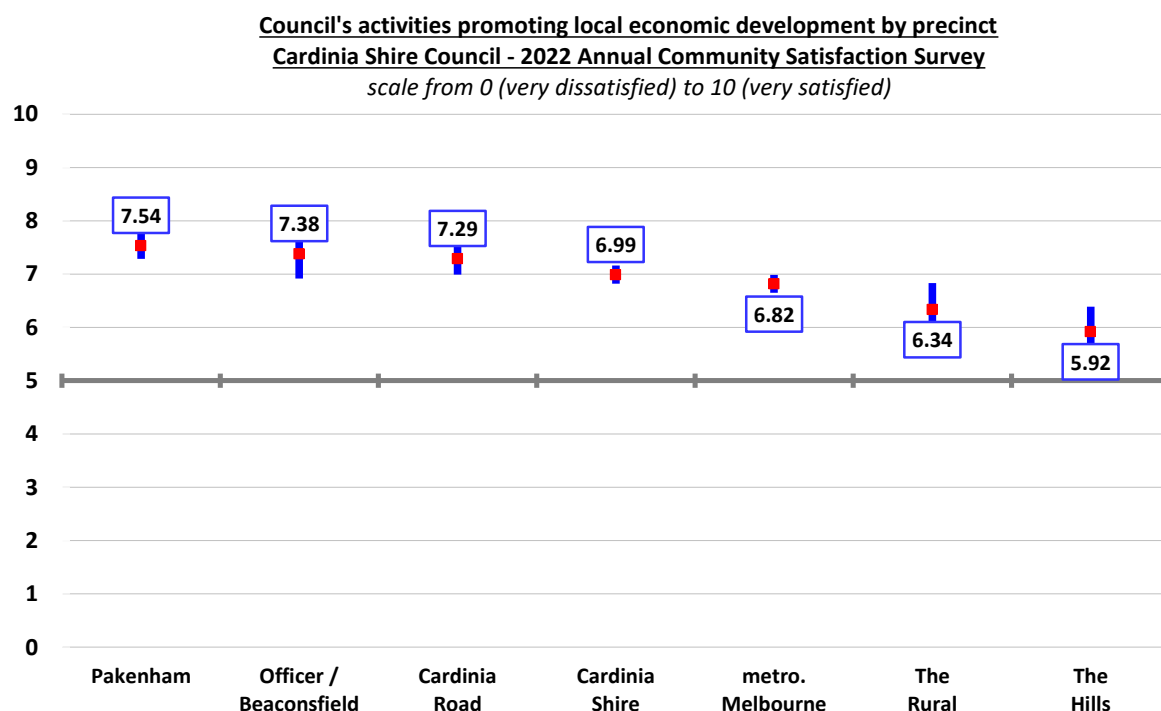 Council's activities promoting local economic development by precinct
Cardinia Shire Council - 2022 Annual Community Satisfaction Survey
scale from 0 (very dissatisfied) to 10 (very satisfied)
10
9
8
7
6
5
4
3
2
1
0
7.54
7.38
7.29
6.99
6.82
6.34
5.92
Pakenham
Officer /
Beaconsfield
Cardinia
Road
Cardinia
Shire
metro.
Melbourne
The
Rural
The
Hills